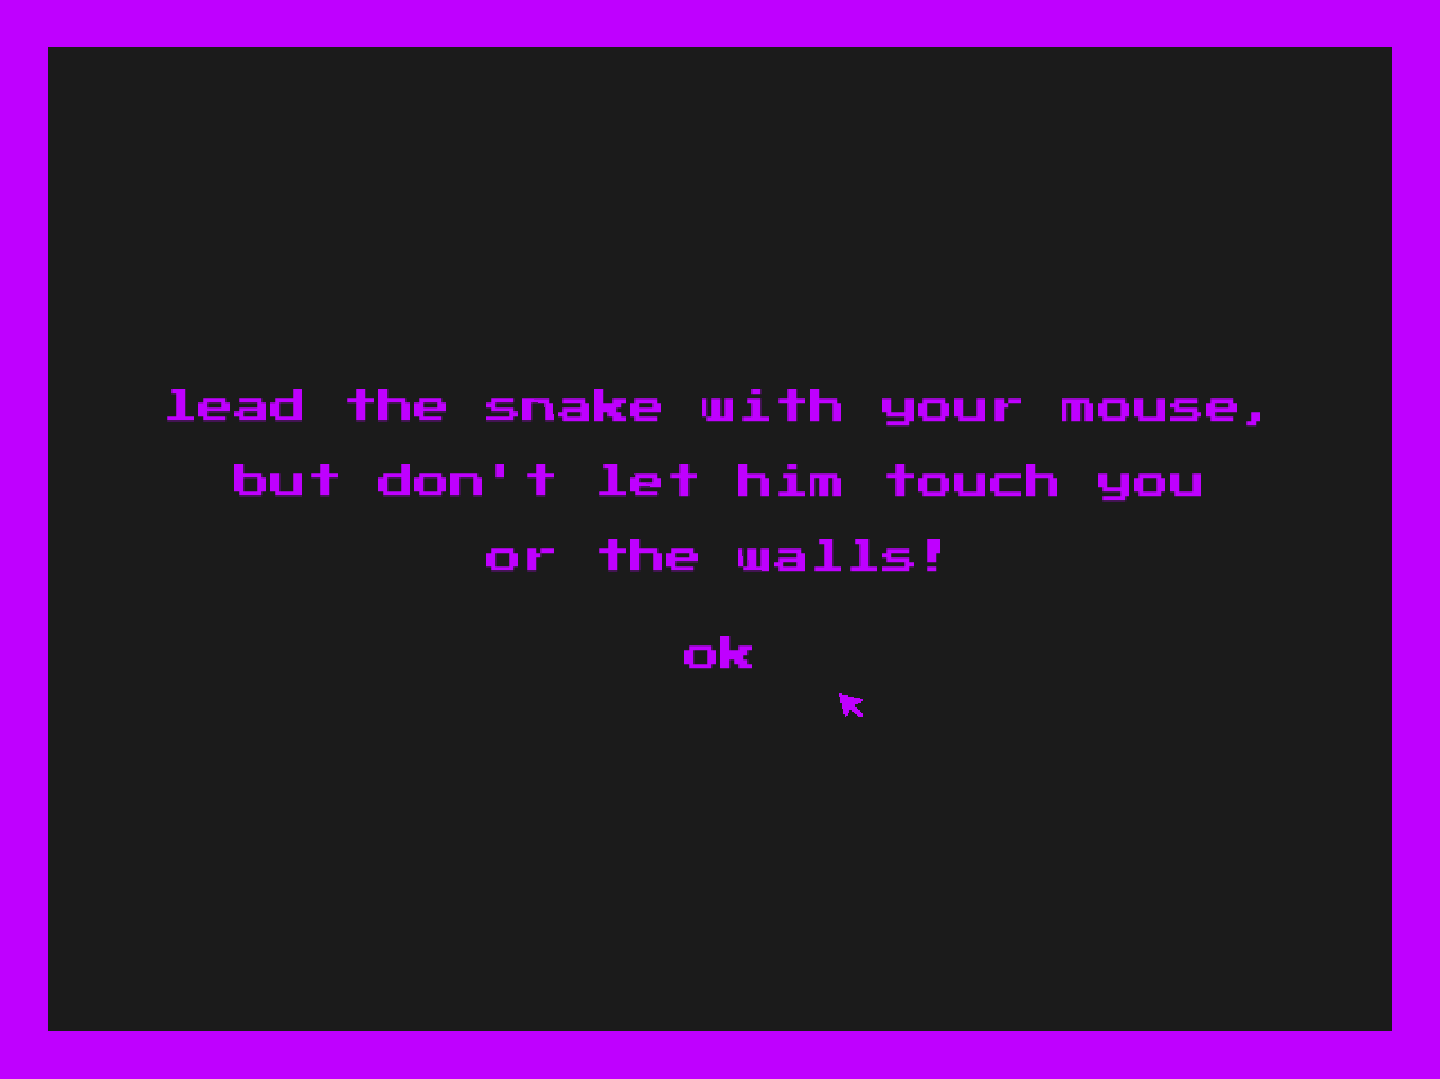 lead the snake with your mouse,
but don't let him touch you
or the walls!
ok